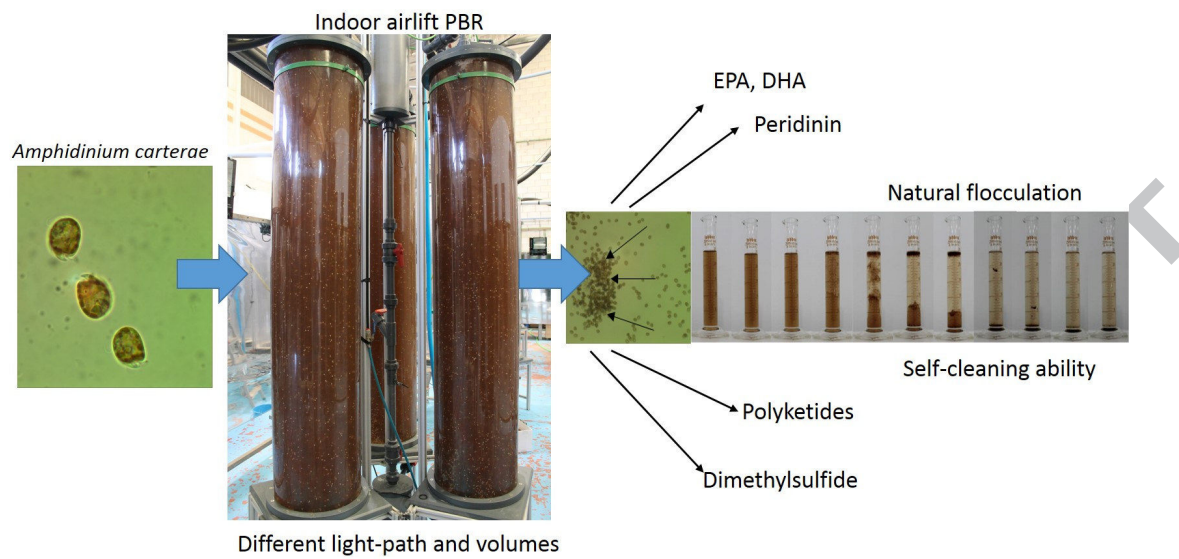 Indoor airlift PBR
Amphidinium carterae
EPA, DHA
Peridinin
Natural flocculation
Self-cleaning ability
Polyketides
Dimethylsulfide
Different light-path and volumes